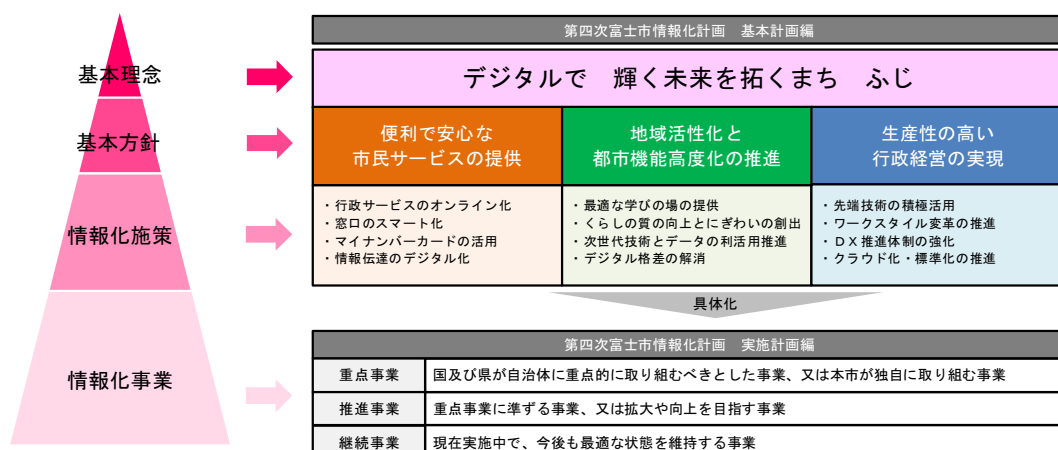 基本理念
基本方針
情報化施策
情報化事業
第四次富士市情報化計画　基本計画編
デジタルで　輝く未来を拓くまち　ふじ
便利で安心な
市民サービスの提供
地域活性化と
都市機能高度化の推進
生産性の高い
行政経営の実現
・行政サービスのオンライン化
・窓口のスマート化
・マイナンバーカードの活用
・情報伝達のデジタル化
・最適な学びの場の提供
・くらしの質の向上とにぎわいの創出
・次世代技術とデータの利活用推進
・デジタル格差の解消
・先端技術の積極活用
・ワークスタイル変革の推進
・ＤＸ推進体制の強化
・クラウド化・標準化の推進
具体化
第四次富士市情報化計画　実施計画編
重点事業　国及び県が自治体に重点的に取り組むべきとした事業、又は本市が独自に取り組む事業
推進事業　重点事業に準ずる事業、又は拡大や向上を目指す事業
継続事業　現在実施中で、今後も最適な状態を維持する事業